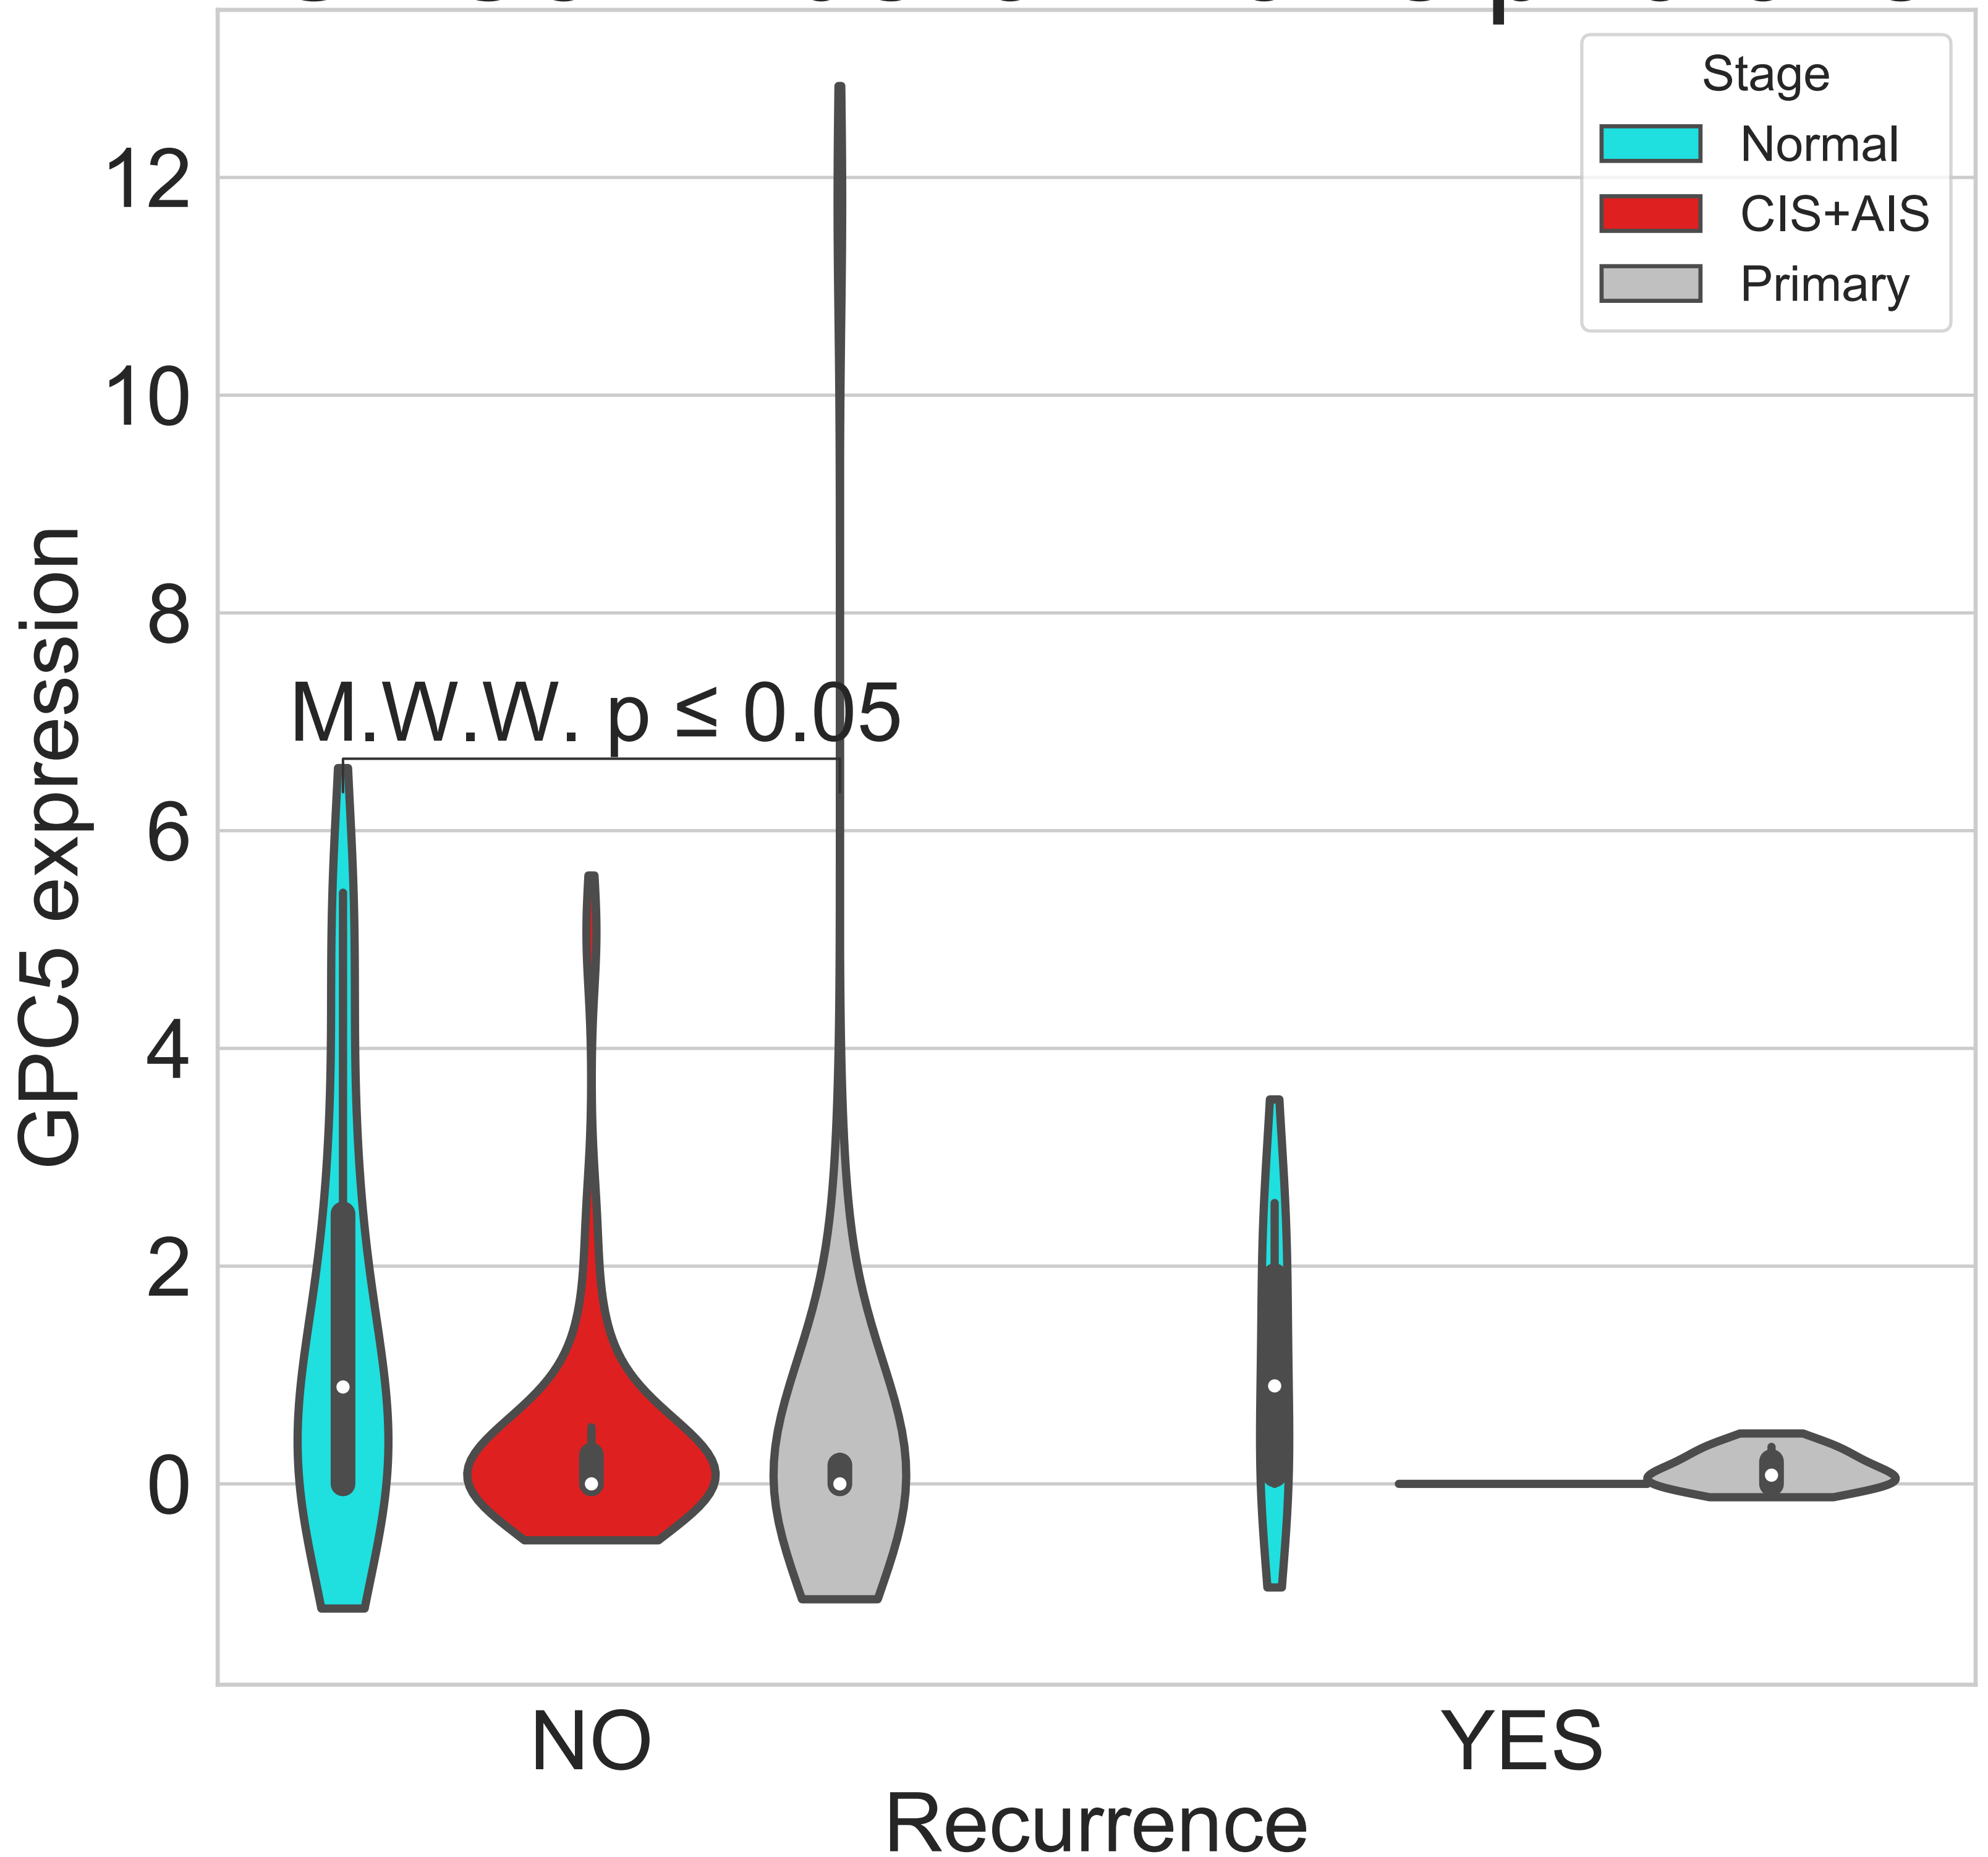 Stage
Normal
CIS+AIS
Primary
12
10
8
6
4
2
0
GPC5 expression
M.W.W. p ≤ 0.05
NO
YES
Recurrence